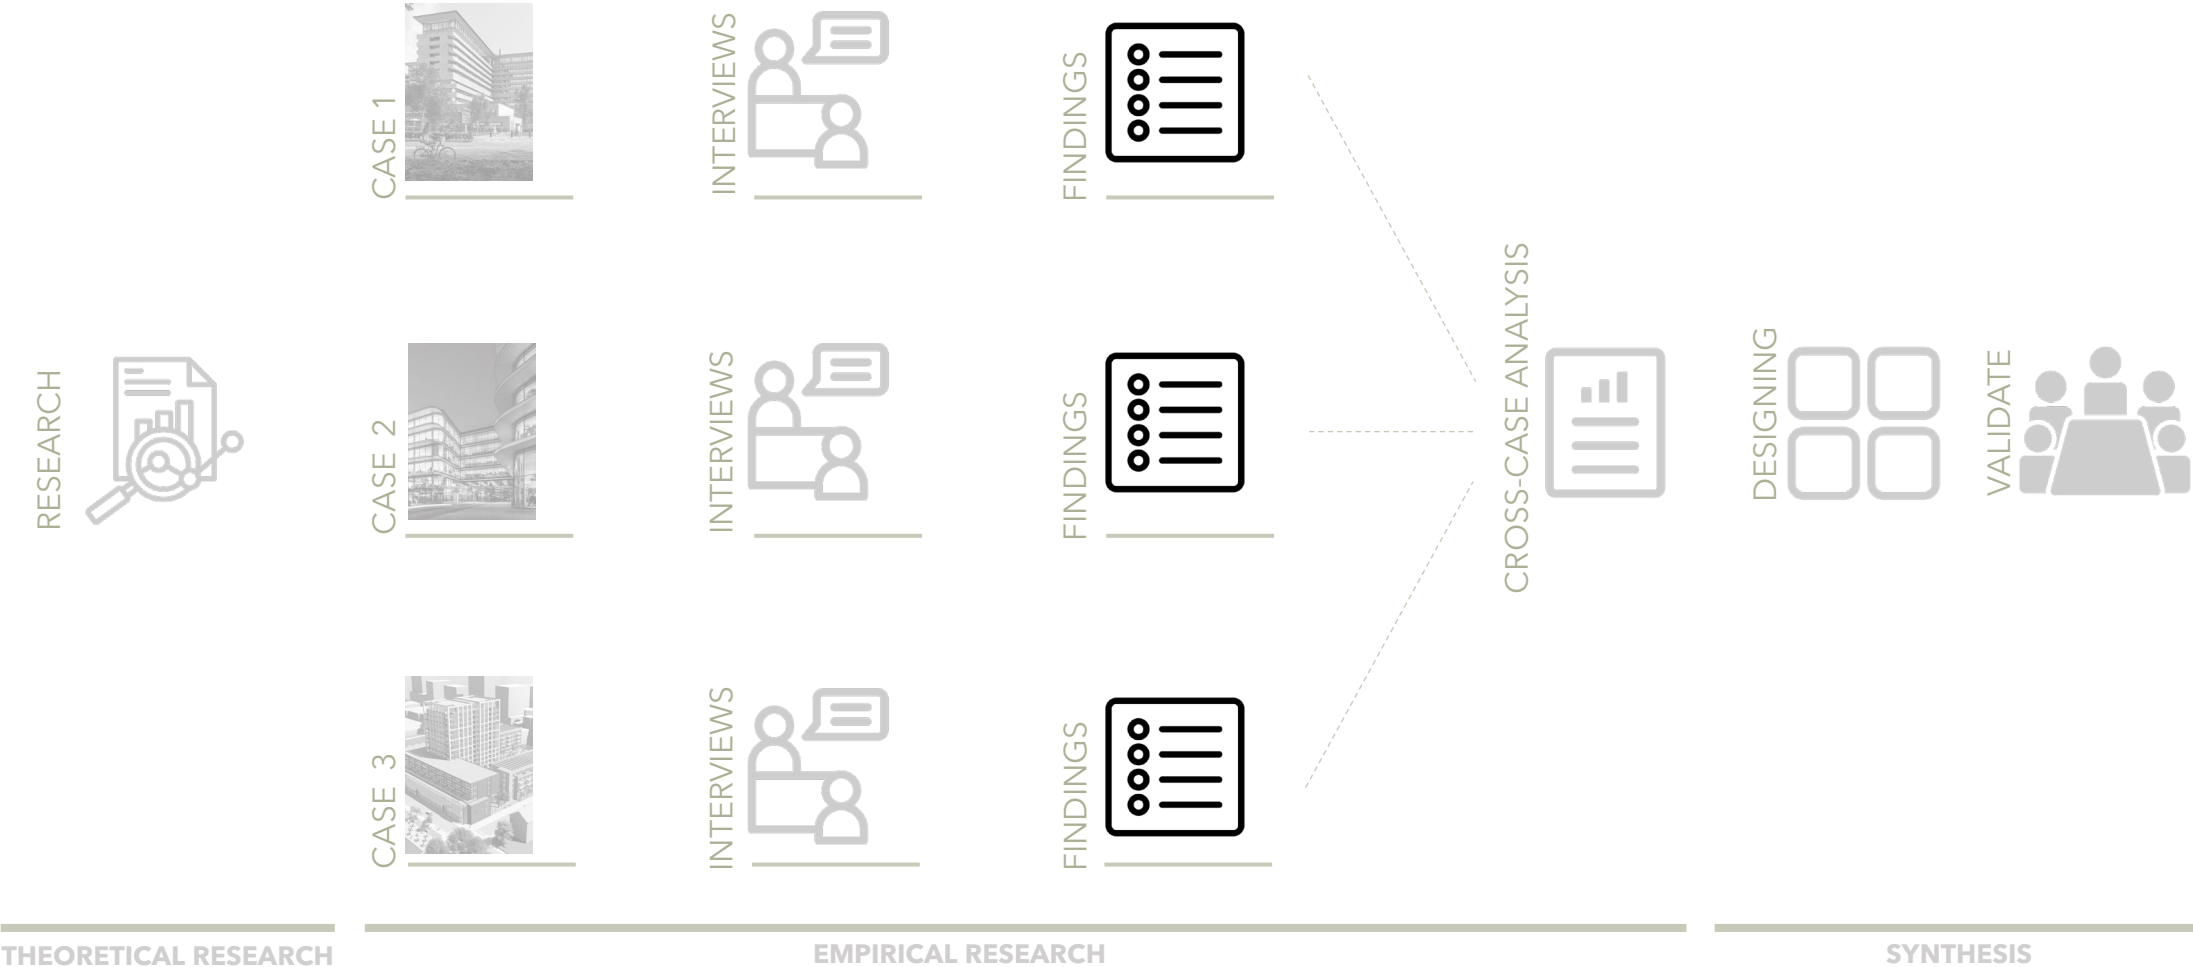 CASE 1
INTERVIEWS
FINDINGS
RESEARCH
CASE 2
INTERVIEWS
FINDINGS
CROSS-CASE ANALYSIS
DESIGNING
VALIDATE
CASE 3
INTERVIEWS
FINDINGS
THEORETICAL RESEARCH
EMPIRICAL RESEARCH
SYNTHESIS